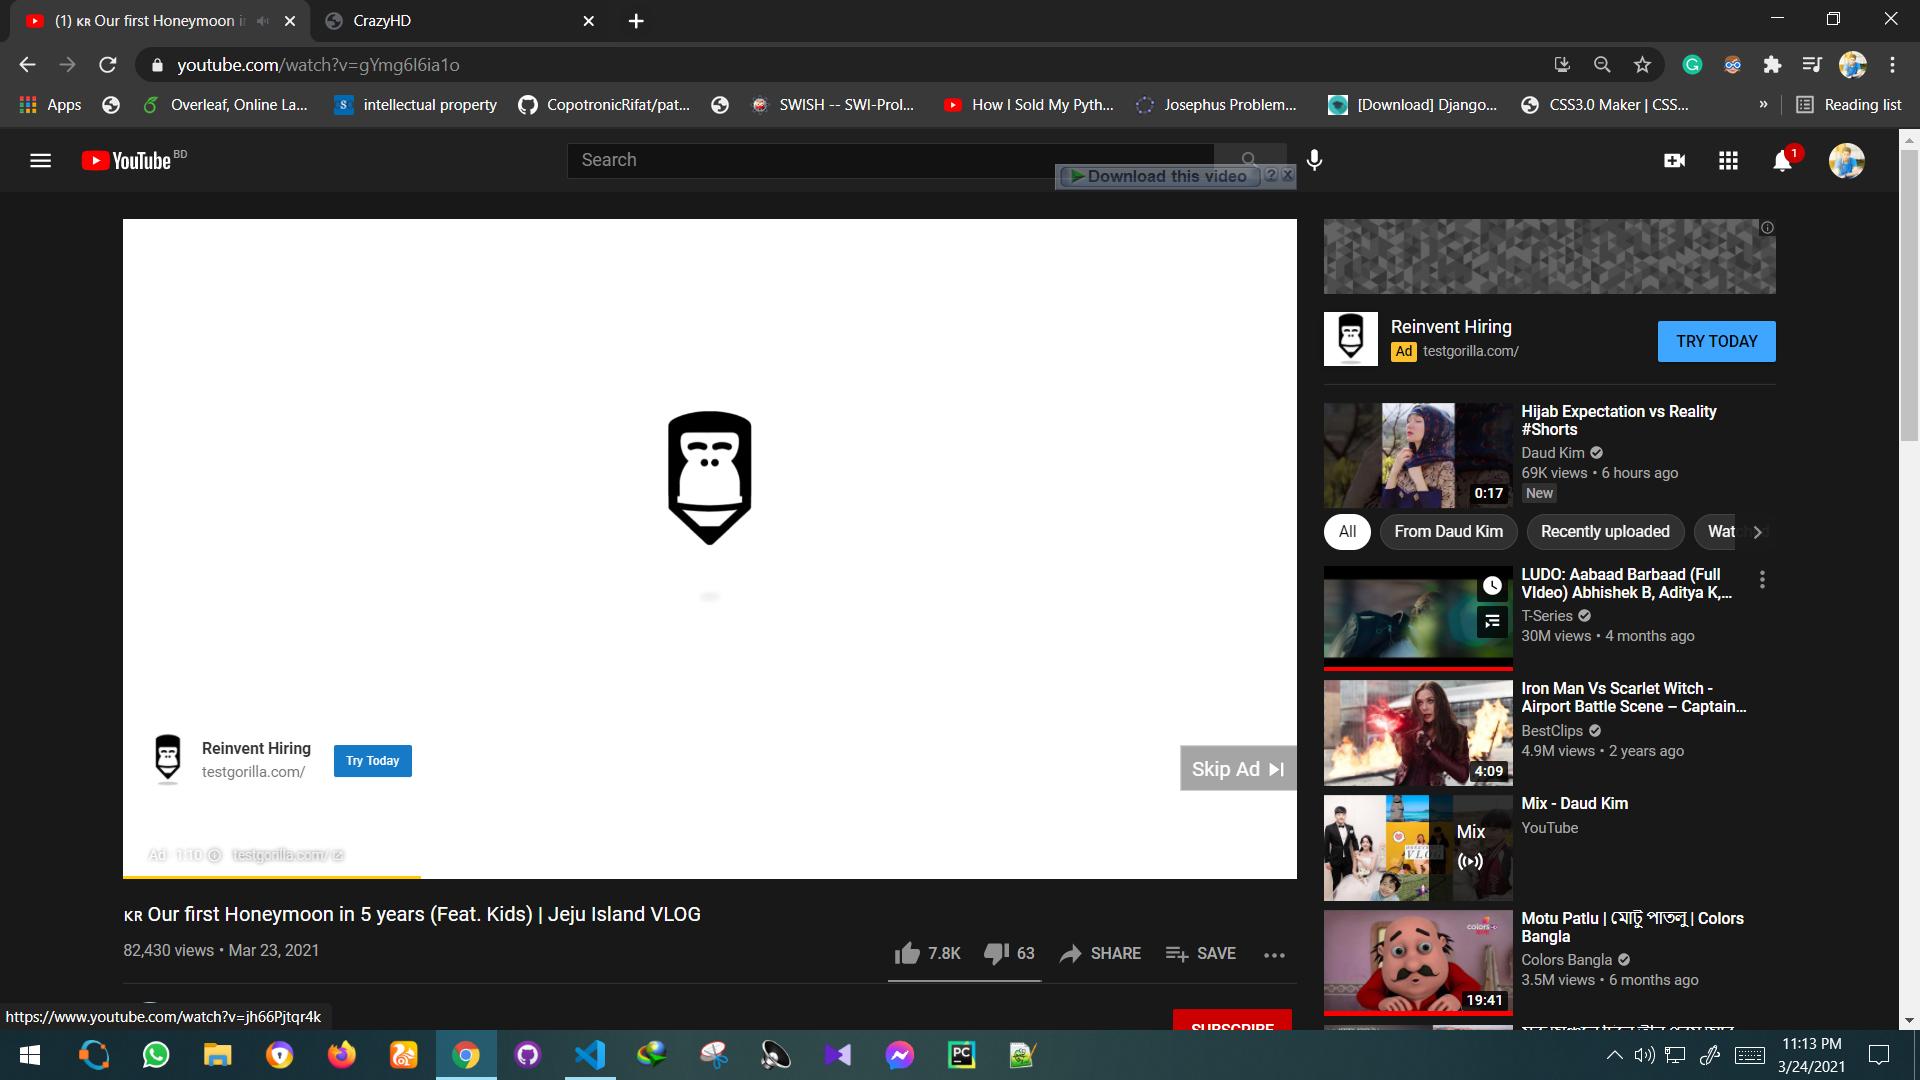 (1) ᴋʀ Our first Honeymoon in
CrazyHD
youtube.com/watch?v=gYmg6I6ia1o
Apps
Overleaf, Online La...
intellectual property
CopotronicRifat/pat...
SWISH -- SWI-Prol...
How I Sold My Pyth...
Josephus Problem...
[Download] Django...
CSS3.0 Maker | CSS...
»
Reading list
YouTube BD
Search
Download this video
1
Reinvent Hiring
Ad testgorilla.com/
TRY TODAY
Hijab Expectation vs Reality
#Shorts
Daud Kim
69K views • 6 hours ago
New
0:17
All
From Daud Kim
Recently uploaded
LUDO: Aabaad Barbaad (Full
VIdeo) Abhishek B, Aditya K,...
T-Series
30M views • 4 months ago
Iron Man Vs Scarlet Witch -
Airport Battle Scene – Captain...
BestClips
4.9M views • 2 years ago
4:09
Mix - Daud Kim
YouTube
Mix
Motu Patlu | মোটু পাতলু | Colors
Bangla
Colors Bangla
3.5M views • 6 months ago
19:41
Reinvent Hiring
testgorilla.com/
Try Today
Skip Ad
Ad · 1:10 testgorilla.com/
ᴋʀ Our first Honeymoon in 5 years (Feat. Kids) | Jeju Island VLOG
82,430 views • Mar 23, 2021
7.8K
63
SHARE
SAVE
SUBSCRIBE
https://www.youtube.com/watch?v=jh66Pjtqr4k
PC
11:13 PM
3/24/2021